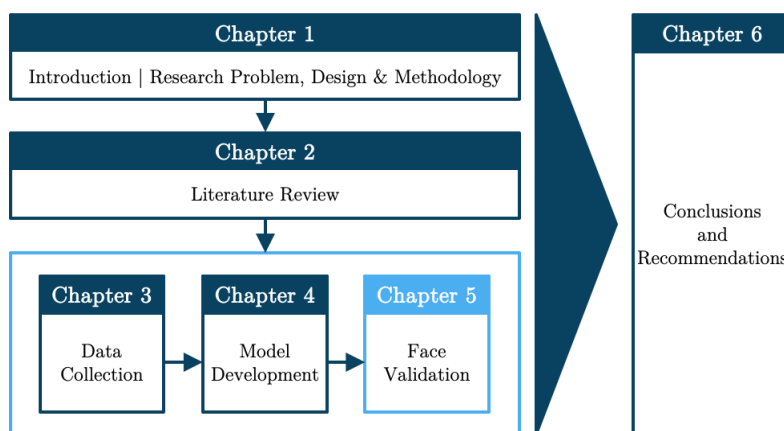 Chapter 1
Introduction | Research Problem, Design & Methodology
Chapter 2
Literature Review
Chapter 3
Data
Collection
Chapter 4
Model
Development
Chapter 5
Face
Validation
Chapter 6
Conclusions
and
Recommendations